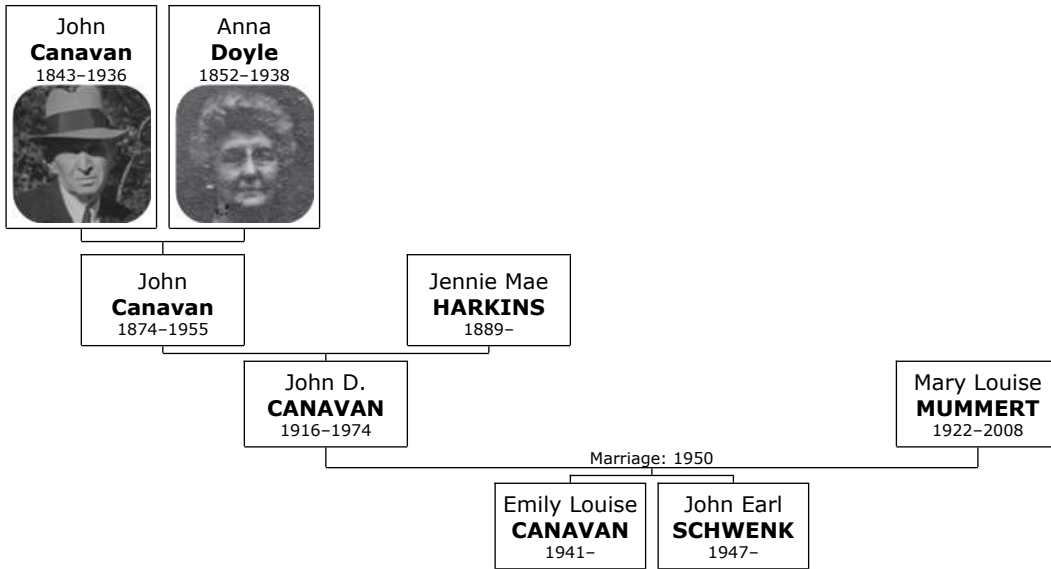 John
Canavan
1843–1936
Anna
Doyle
1852–1938
John
Canavan
1874–1955
Jennie Mae
HARKINS
1889–
John D.
CANAVAN
1916–1974
Mary Louise
MUMMERT
1922–2008
Marriage: 1950
Emily Louise
CANAVAN
1941–
John Earl
SCHWENK
1947–